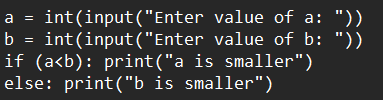 a = int(input("Enter value of a: "))
b = int(input("Enter value of b: "))
if (a<b): print("a is smaller")
else: print("b is smaller")